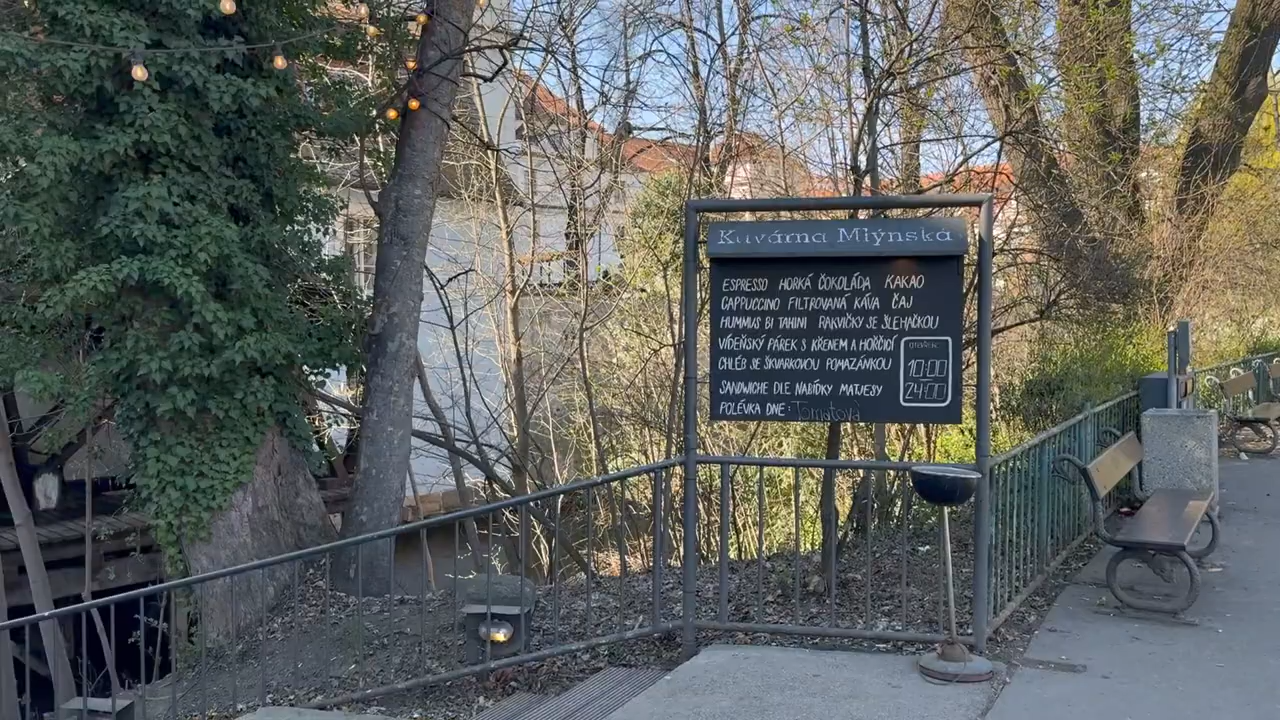 Kavárna Mlýnská
ESPRESSO HORKÁ ČOKOLÁDA KAKAO
CAPPUCCINO FILTROVANÁ KÁVA ČAJ
HUMMUS BI TAHINI RAKVIČKY SE ŠLEHAČKOU
VÍDEŇSKÝ PÁREK S KŘENEM A HOŘČICÍ
CHLÉB SE ŠKVARKOVOU POMAZÁNKOU
10:00
24:00
SANDWICHE DLE NABÍDKY MATJESY
POLÉVKA DNE: Tomatová